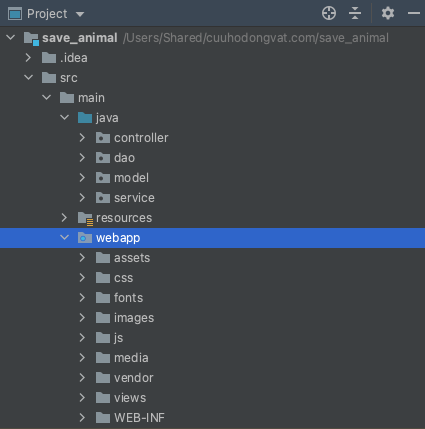 Project
save_animal /Users/Shared/cuuhodongvat.com/save_animal
.idea
src
main
java
controller
dao
model
service
resources
webapp
assets
css
fonts
images
js
media
vendor
views
WEB-INF